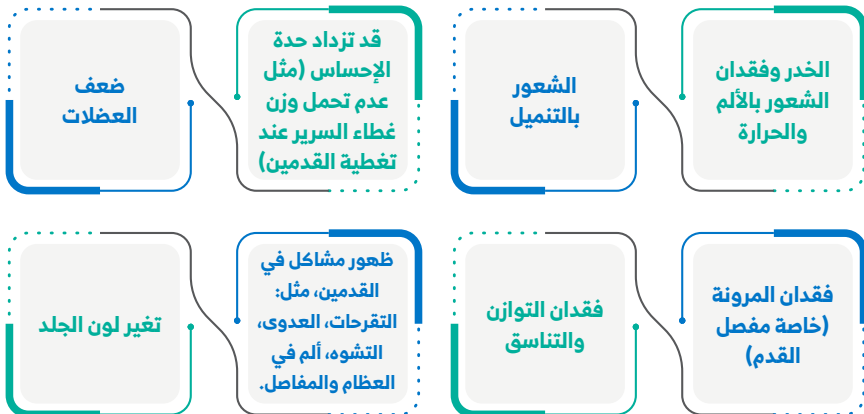 الخدر وفقدان
الشعور بالألم
والحرارة
الشعور
بالتنميل
قد تزداد حدة
الإحساس (مثل
عدم تحمل وزن
غطاء السرير عند
تغطية القدمين)
ضعف
العضلات
فقدان المرونة
(خاصة مفصل
القدم)
فقدان التوازن
والتناسق
ظهور مشاكل في
القدمين، مثل:
التقرحات، العدوى،
التشوه، ألم في
العظام والمفاصل.
تغير لون الجلد